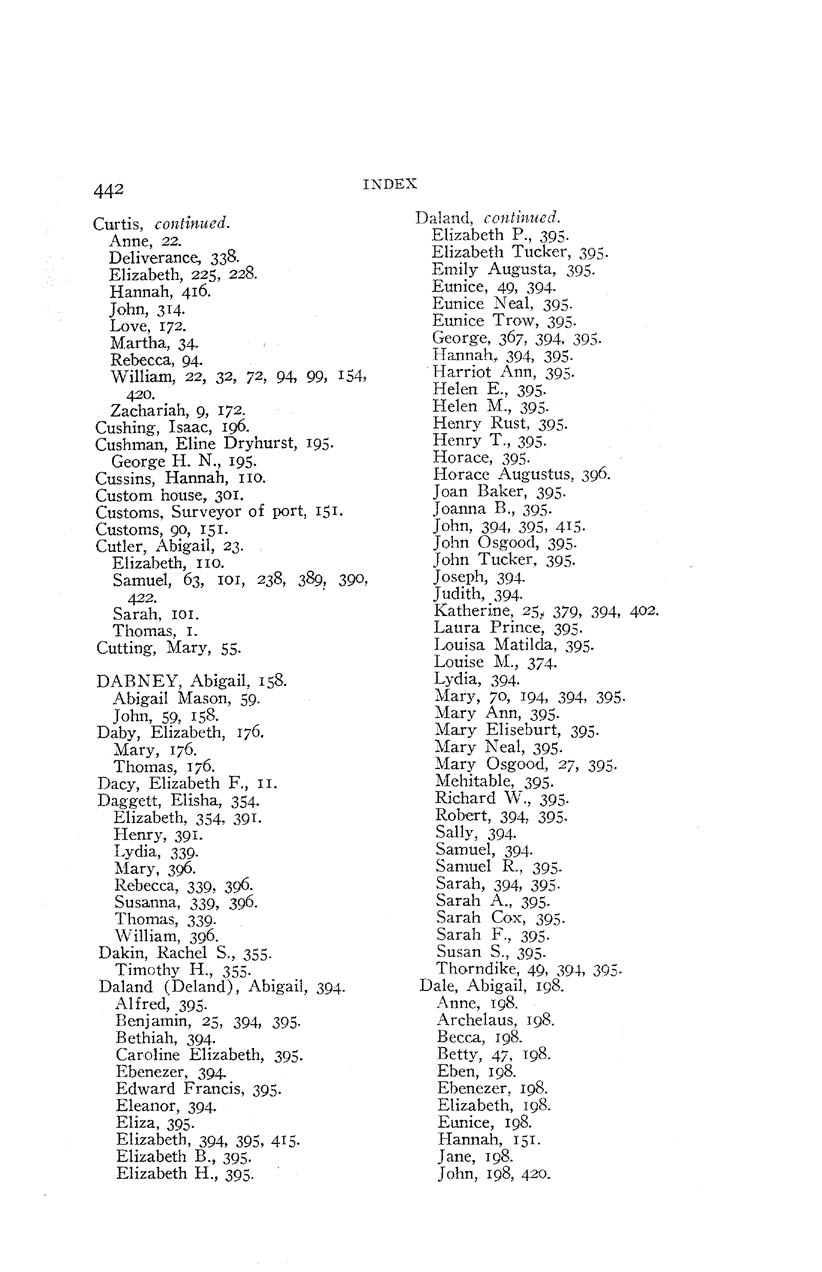 442
INDEX
Curtis, continued.
Anne, 22.
Deliverance, 338.
Elizabeth, 225, 228.
Hannah, 416.
John, 314.
Love, 172.
Martha, 34.
Rebecca, 94.
William, 22, 32, 72, 94, 99, 154,
420.
Zachariah, 9, 172.
Cushing, Isaac, 196.
Cushman, Eline Dryhurst, 195.
George H. N., 195.
Cussins, Hannah, 110.
Custom house, 301.
Customs, Surveyor of port, 151.
Customs, 90, 151.
Cutler, Abigail, 23.
Elizabeth, 110.
Samuel, 63, 101, 238, 389, 390,
422.
Sarah, 101.
Thomas, 1.
Cutting, Mary, 55.
DABNEY, Abigail, 158.
Abigail Mason, 59.
John, 59, 158.
Daby, Elizabeth, 176.
Mary, 176.
Thomas, 176.
Dacy, Elizabeth F., 11.
Daggett, Elisha, 354.
Elizabeth, 354, 391.
Henry, 391.
Lydia, 339.
Mary, 396.
Rebecca, 339, 396.
Susanna, 339, 396.
Thomas, 339.
William, 396.
Dakin, Rachel S., 355.
Timothy H., 355.
Daland (Deland), Abigail, 394.
Alfred, 395.
Benjamin, 25, 394, 395.
Bethiah, 394.
Caroline Elizabeth, 395.
Ebenezer, 394.
Edward Francis, 395.
Eleanor, 394.
Eliza, 395.
Elizabeth, 394, 395, 415.
Elizabeth B., 395.
Elizabeth H., 395.
Daland, continued.
Elizabeth P., 395.
Elizabeth Tucker, 395.
Emily Augusta, 395.
Eunice, 49, 394.
Eunice Neal, 395.
Eunice Trow, 395.
George, 367, 394, 395.
Hannah, 394, 395.
Harriot Ann, 395.
Helen E., 395.
Helen M., 395.
Henry Rust, 395.
Henry T., 395.
Horace, 395.
Horace Augustus, 396.
Joan Baker, 395.
Joanna B., 395.
John, 394, 395, 415.
John Osgood, 395.
John Tucker, 395.
Joseph, 394.
Judith, 394.
Katherine, 25, 379, 394, 402.
Laura Prince, 395.
Louisa Matilda, 395.
Louise M., 374.
Lydia, 394.
Mary, 70, 194, 394, 395.
Mary Ann, 395.
Mary Eliseburt, 395.
Mary Neal, 395.
Mary Osgood, 27, 395.
Mehitable, 395.
Richard W., 395.
Robert, 394, 395.
Sally, 394.
Samuel, 394.
Samuel R., 395.
Sarah, 394, 395.
Sarah A., 395.
Sarah Cox, 395.
Sarah F., 395.
Susan S., 395.
Thorndike, 49, 394, 395.
Dale, Abigail, 198.
Anne, 198.
Archelaus, 198.
Becca, 198.
Betty, 47, 198.
Eben, 198.
Ebenezer, 198.
Elizabeth, 198.
Eunice, 198.
Hannah, 151.
Jane, 198.
John, 198, 420.